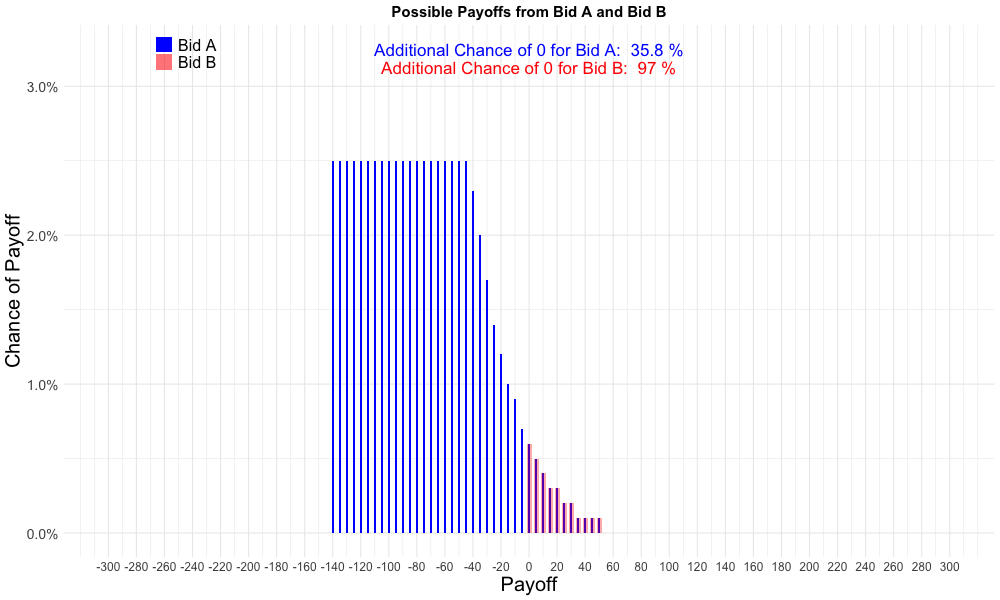 Possible Payoffs from Bid A and Bid B
Bid A
Bid B
Additional Chance of 0 for Bid A:  35.8 %
Additional Chance of 0 for Bid B:  97 %
Chance of Payoff
3.0%
2.0%
1.0%
0.0%
-300 -280 -260 -240 -220 -200 -180 -160 -140 -120 -100 -80 -60 -40 -20 0 20 40 60 80 100 120 140 160 180 200 220 240 260 280 300
Payoff